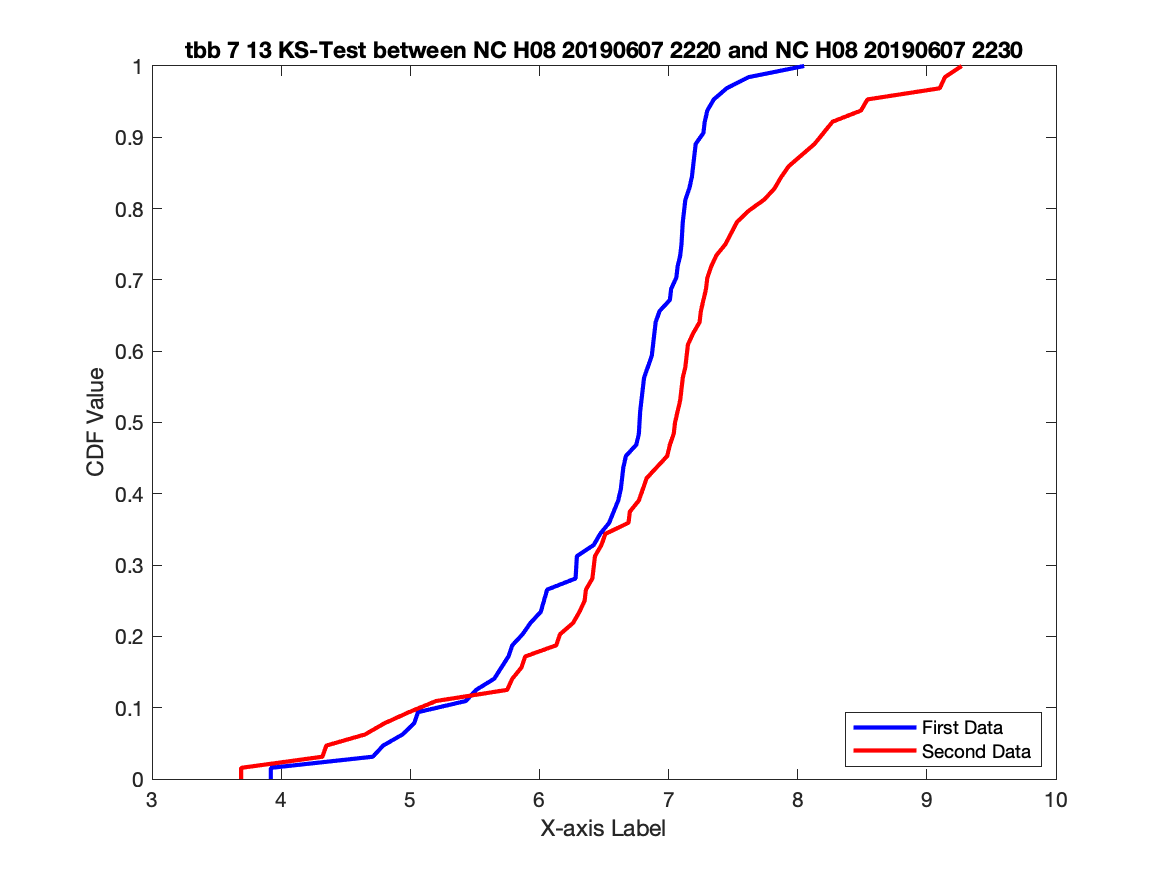 tbb 7 13 KS-Test between NC H08 20190607 2220 and NC H08 20190607 2230
1
0.9
0.8
0.7
0.6
0.5
0.4
0.3
0.2
0.1
0
CDF Value
3 4 5 6 7 8 9 10
X-axis Label
First Data
Second Data